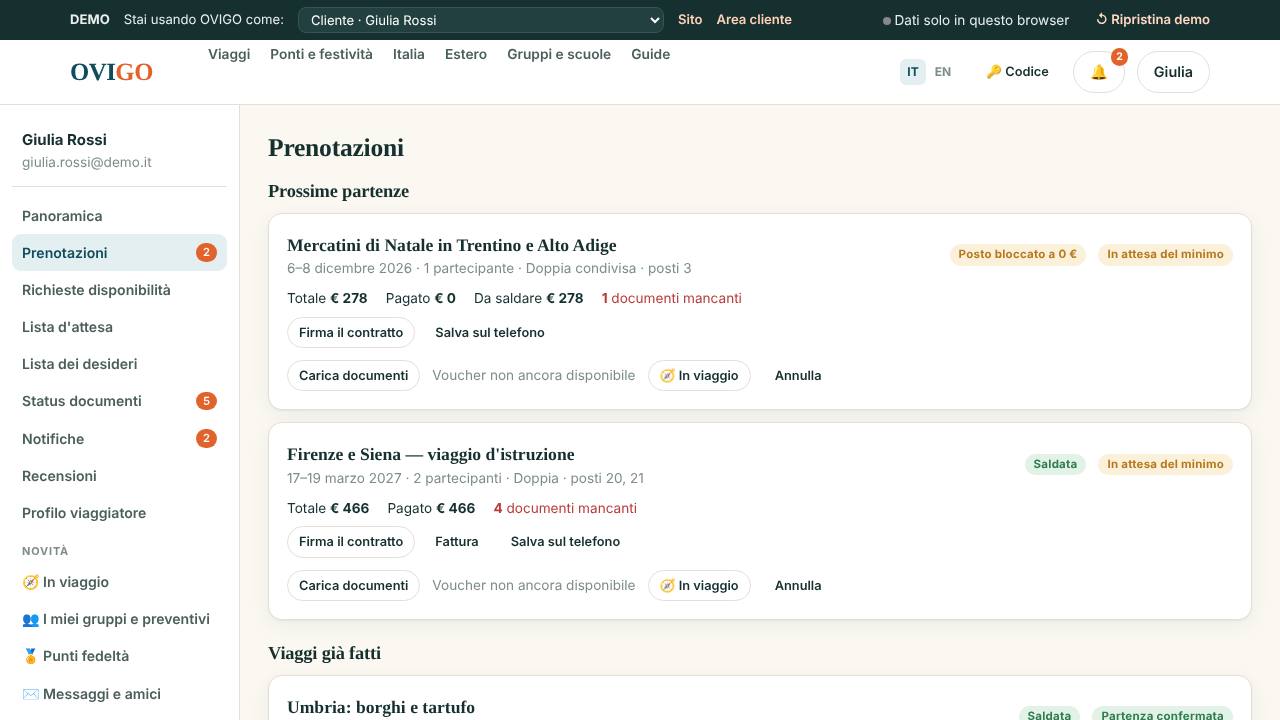 DEMO Stai usando OVIGO come: Cliente · Giulia Rossi Sito Area cliente Dati solo in questo browser Ripristina demo
OVIGO Viaggi Ponti e festività Italia Estero Gruppi e scuole Guide IT EN Codice 2 Giulia
Giulia Rossi
giulia.rossi@demo.it
Panoramica
Prenotazioni 2
Richieste disponibilità
Lista d'attesa
Lista dei desideri
Status documenti 5
Notifiche 2
Recensioni
Profilo viaggiatore
NOVITÀ
In viaggio
I miei gruppi e preventivi
Punti fedeltà
Messaggi e amici
Prenotazioni
Prossime partenze
Mercatini di Natale in Trentino e Alto Adige
Posto bloccato a 0 € In attesa del minimo
6–8 dicembre 2026 · 1 partecipante · Doppia condivisa · posti 3
Totale € 278 Pagato € 0 Da saldare € 278 1 documenti mancanti
Firma il contratto Salva sul telefono
Carica documenti Voucher non ancora disponibile In viaggio Annulla
Firenze e Siena — viaggio d'istruzione
Saldata In attesa del minimo
17–19 marzo 2027 · 2 partecipanti · Doppia · posti 20, 21
Totale € 466 Pagato € 466 4 documenti mancanti
Firma il contratto Fattura Salva sul telefono
Carica documenti Voucher non ancora disponibile In viaggio Annulla
Viaggi già fatti
Umbria: borghi e tartufo
Saldata Partenza confermata